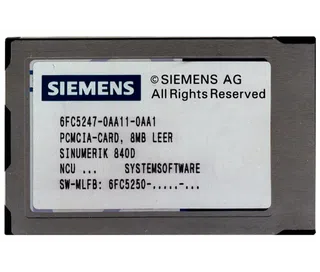 SIEMENS
© SIEMENS AG
All Rights Reserved
6FC5247-0AA11-0AA1
PCMCIA-CARD, 8MB LEER
SINUMERIK 840D
NCU ... SYSTEMSOFTWARE
SW-MLFB: 6FC5250-.....-...